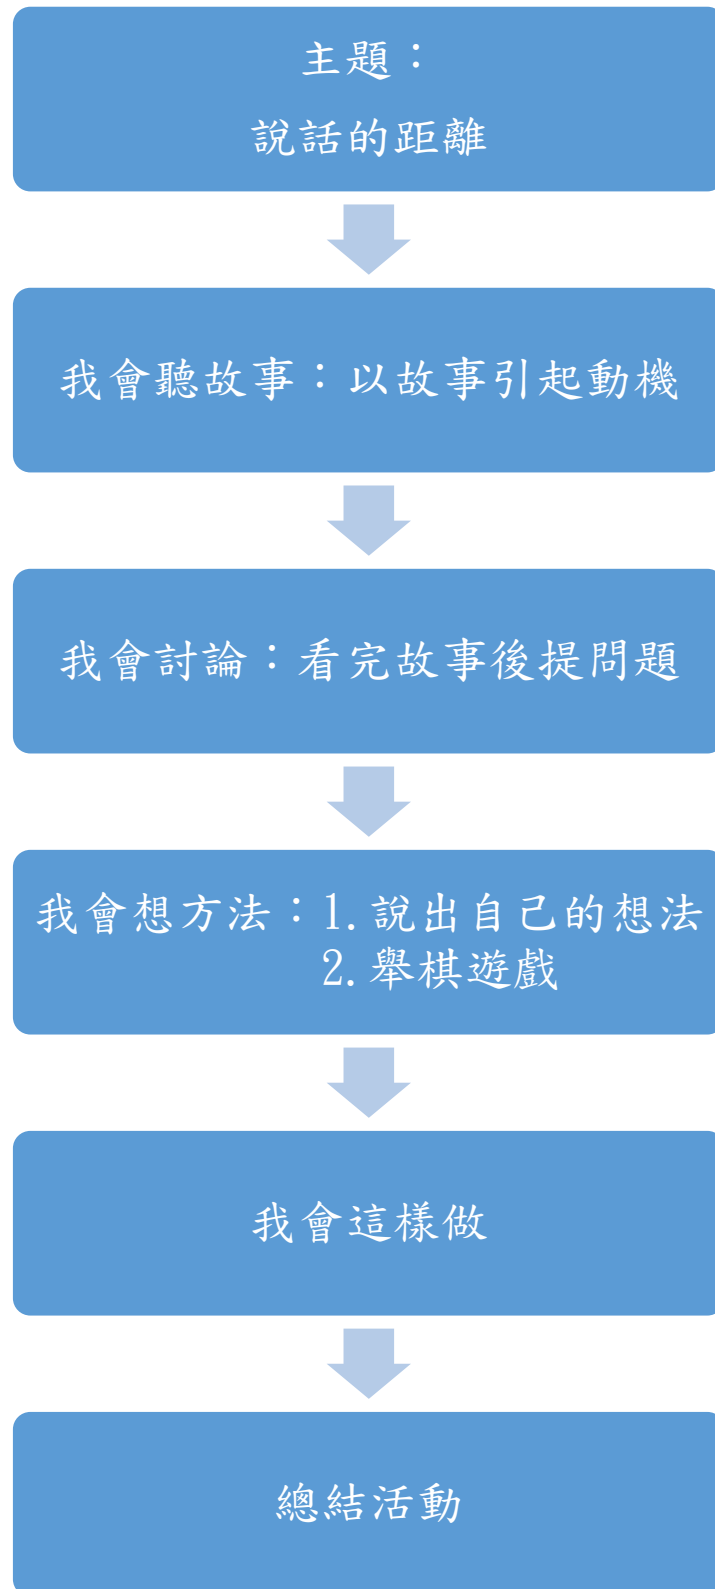 主題：
說話的距離
我會聽故事：以故事引起動機
我會討論：看完故事後提問題
我會想方法：1.說出自己的想法
2.舉棋遊戲
我會這樣做
總結活動